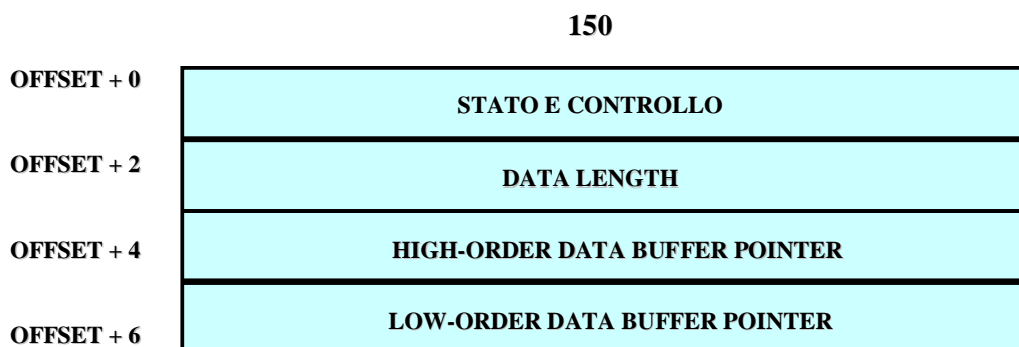 150
OFFSET + 0
STATO E CONTROLLO
OFFSET + 2
DATA LENGTH
OFFSET + 4
HIGH-ORDER DATA BUFFER POINTER
OFFSET + 6
LOW-ORDER DATA BUFFER POINTER